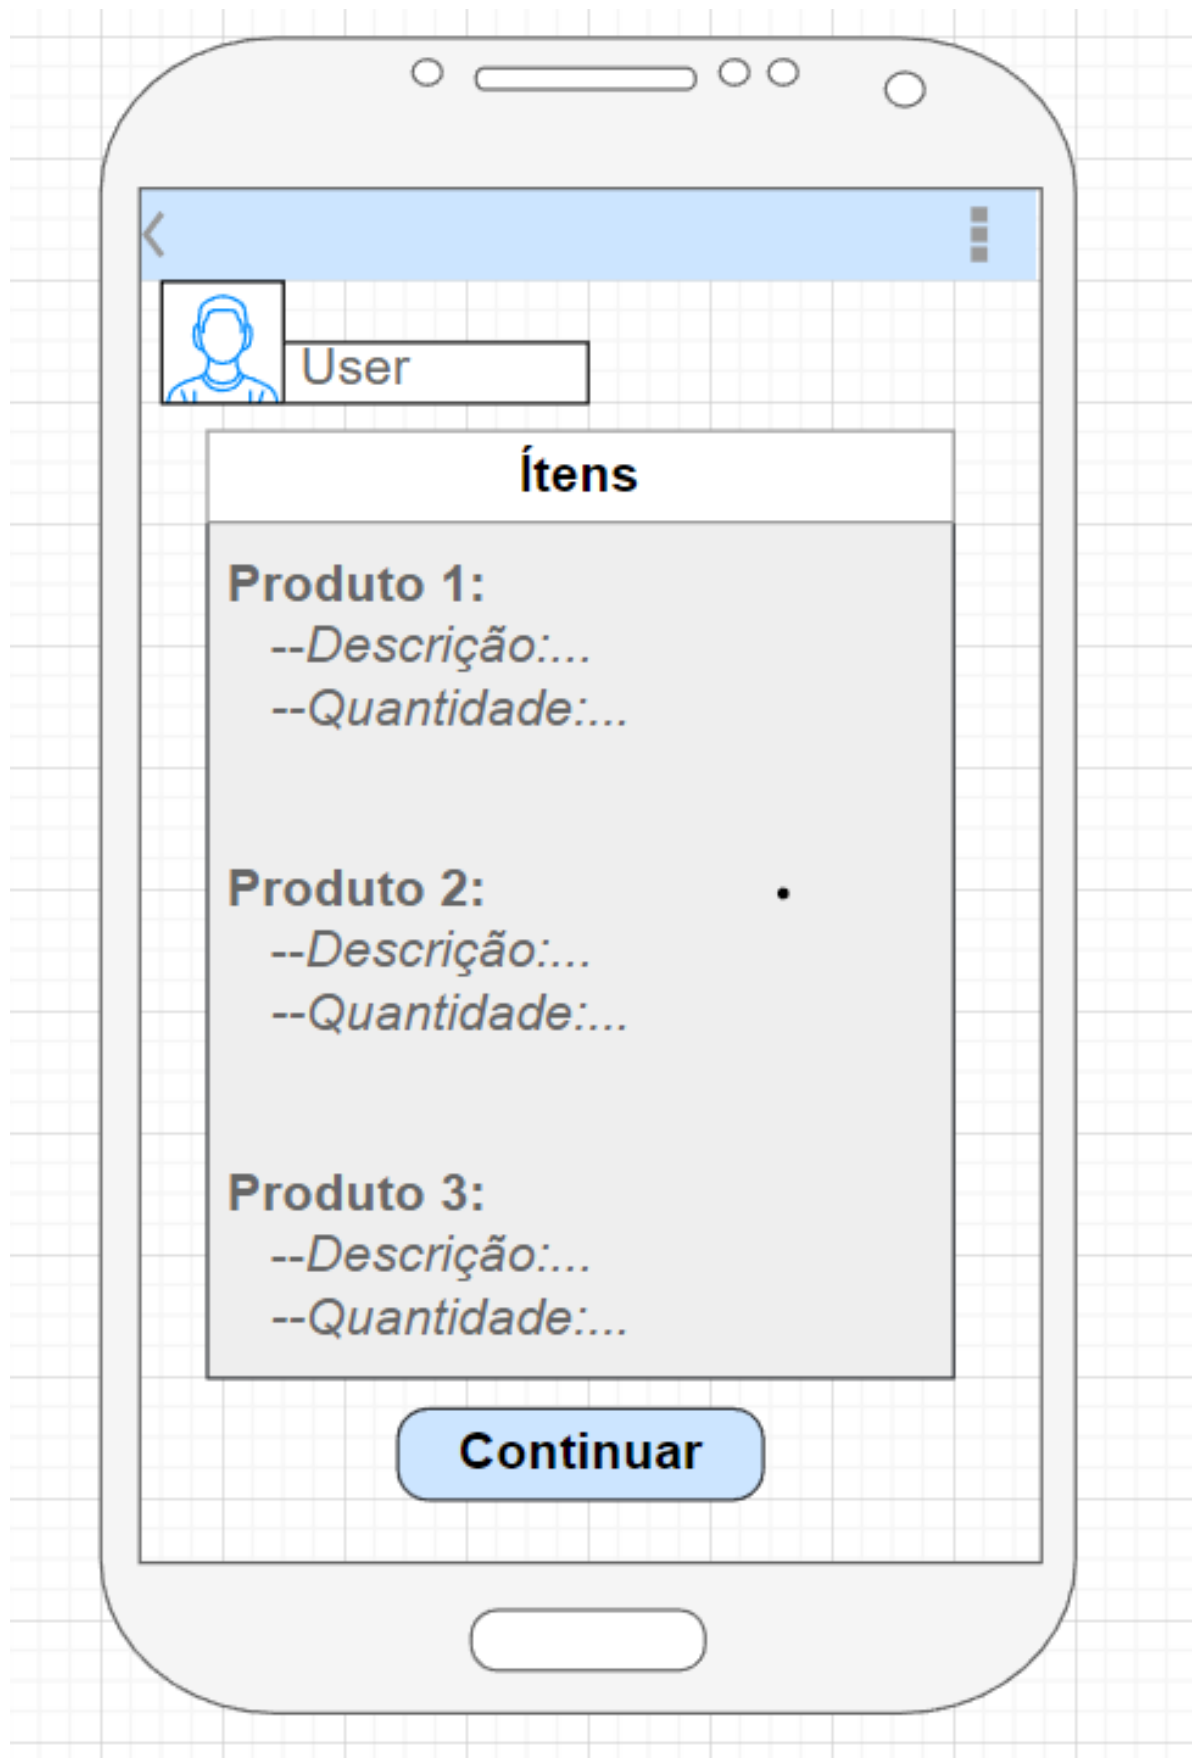 User
Ítens
Produto 1:
--Descrição:...
--Quantidade:...
Produto 2:
--Descrição:...
--Quantidade:...
Produto 3:
--Descrição:...
--Quantidade:...
Continuar